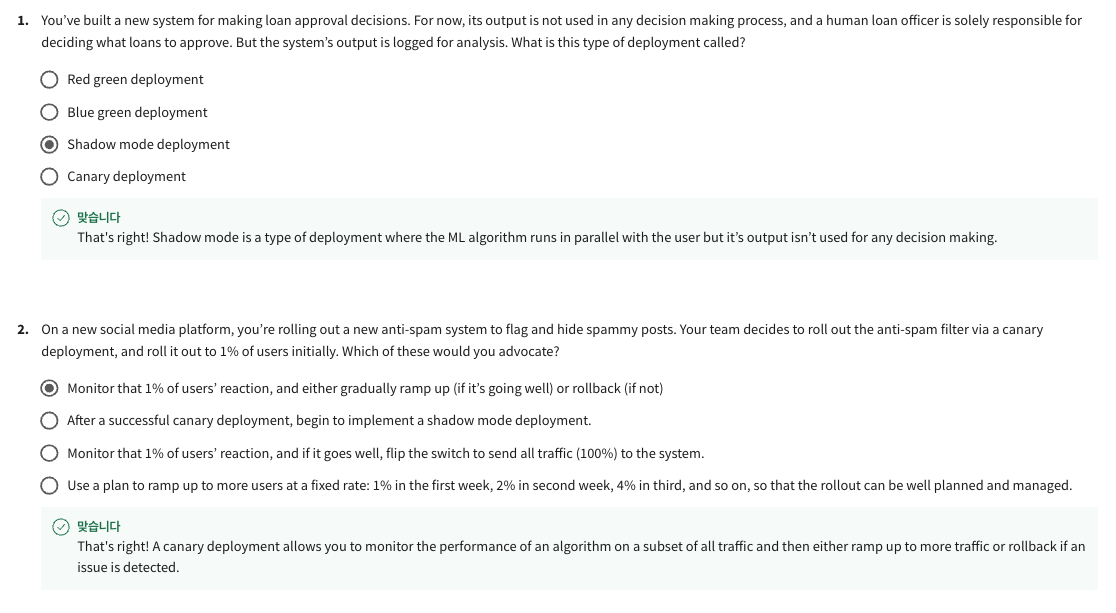 1. You've built a new system for making loan approval decisions. For now, its output is not used in any decision making process, and a human loan officer is solely responsible for
deciding what loans to approve. But the system's output is logged for analysis. What is this type of deployment called?
Red green deployment
Blue green deployment
Shadow mode deployment
Canary deployment
맞습니다
That's right! Shadow mode is a type of deployment where the ML algorithm runs in parallel with the user but it's output isn't used for any decision making.
2. On a new social media platform, you're rolling out a new anti-spam system to flag and hide spammy posts. Your team decides to roll out the anti-spam filter via a canary
deployment, and roll it out to 1% of users initially. Which of these would you advocate?
Monitor that 1% of users' reaction, and either gradually ramp up (if it's going well) or rollback (if not)
After a successful canary deployment, begin to implement a shadow mode deployment.
Monitor that 1% of users' reaction, and if it goes well, flip the switch to send all traffic (100%) to the system.
Use a plan to ramp up to more users at a fixed rate: 1% in the first week, 2% in second week, 4% in third, and so on, so that the rollout can be well planned and managed.
맞습니다
That's right! A canary deployment allows you to monitor the performance of an algorithm on a subset of all traffic and then either ramp up to more traffic or rollback if an
issue is detected.